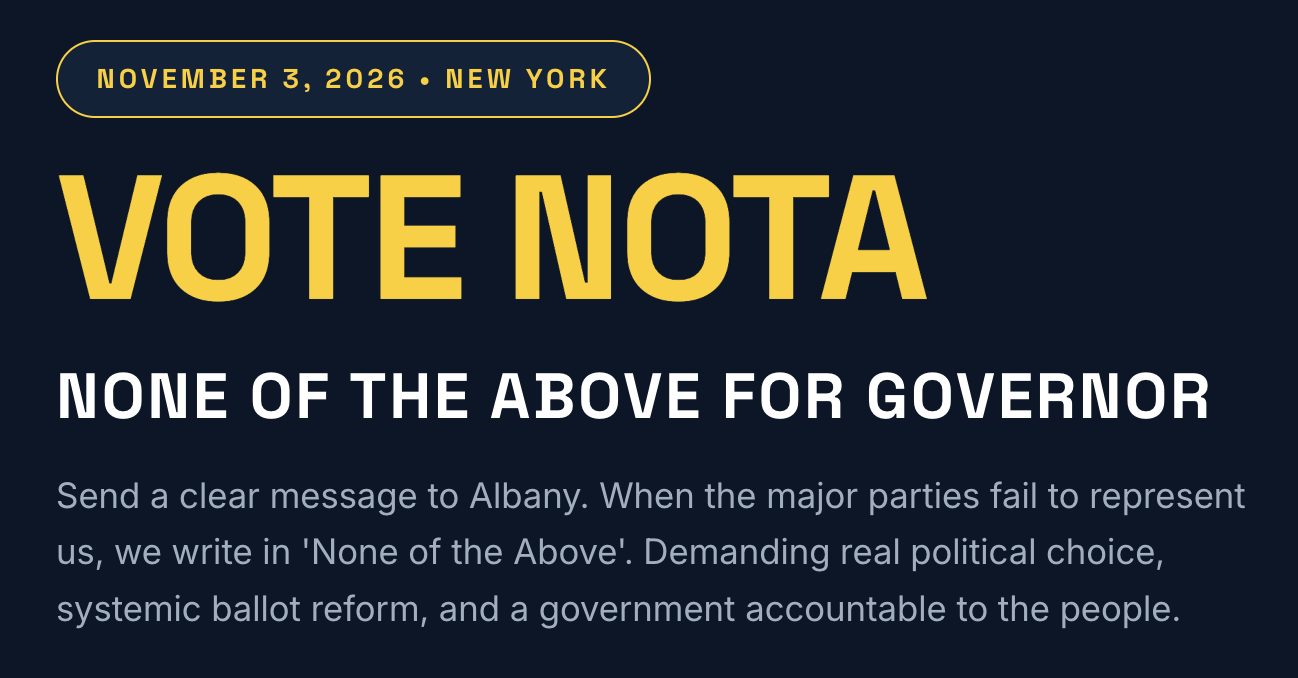 NOVEMBER 3, 2026 • NEW YORK
VOTE NOTA
NONE OF THE ABOVE FOR GOVERNOR
Send a clear message to Albany. When the major parties fail to represent
us, we write in 'None of the Above'. Demanding real political choice,
systemic ballot reform, and a government accountable to the people.